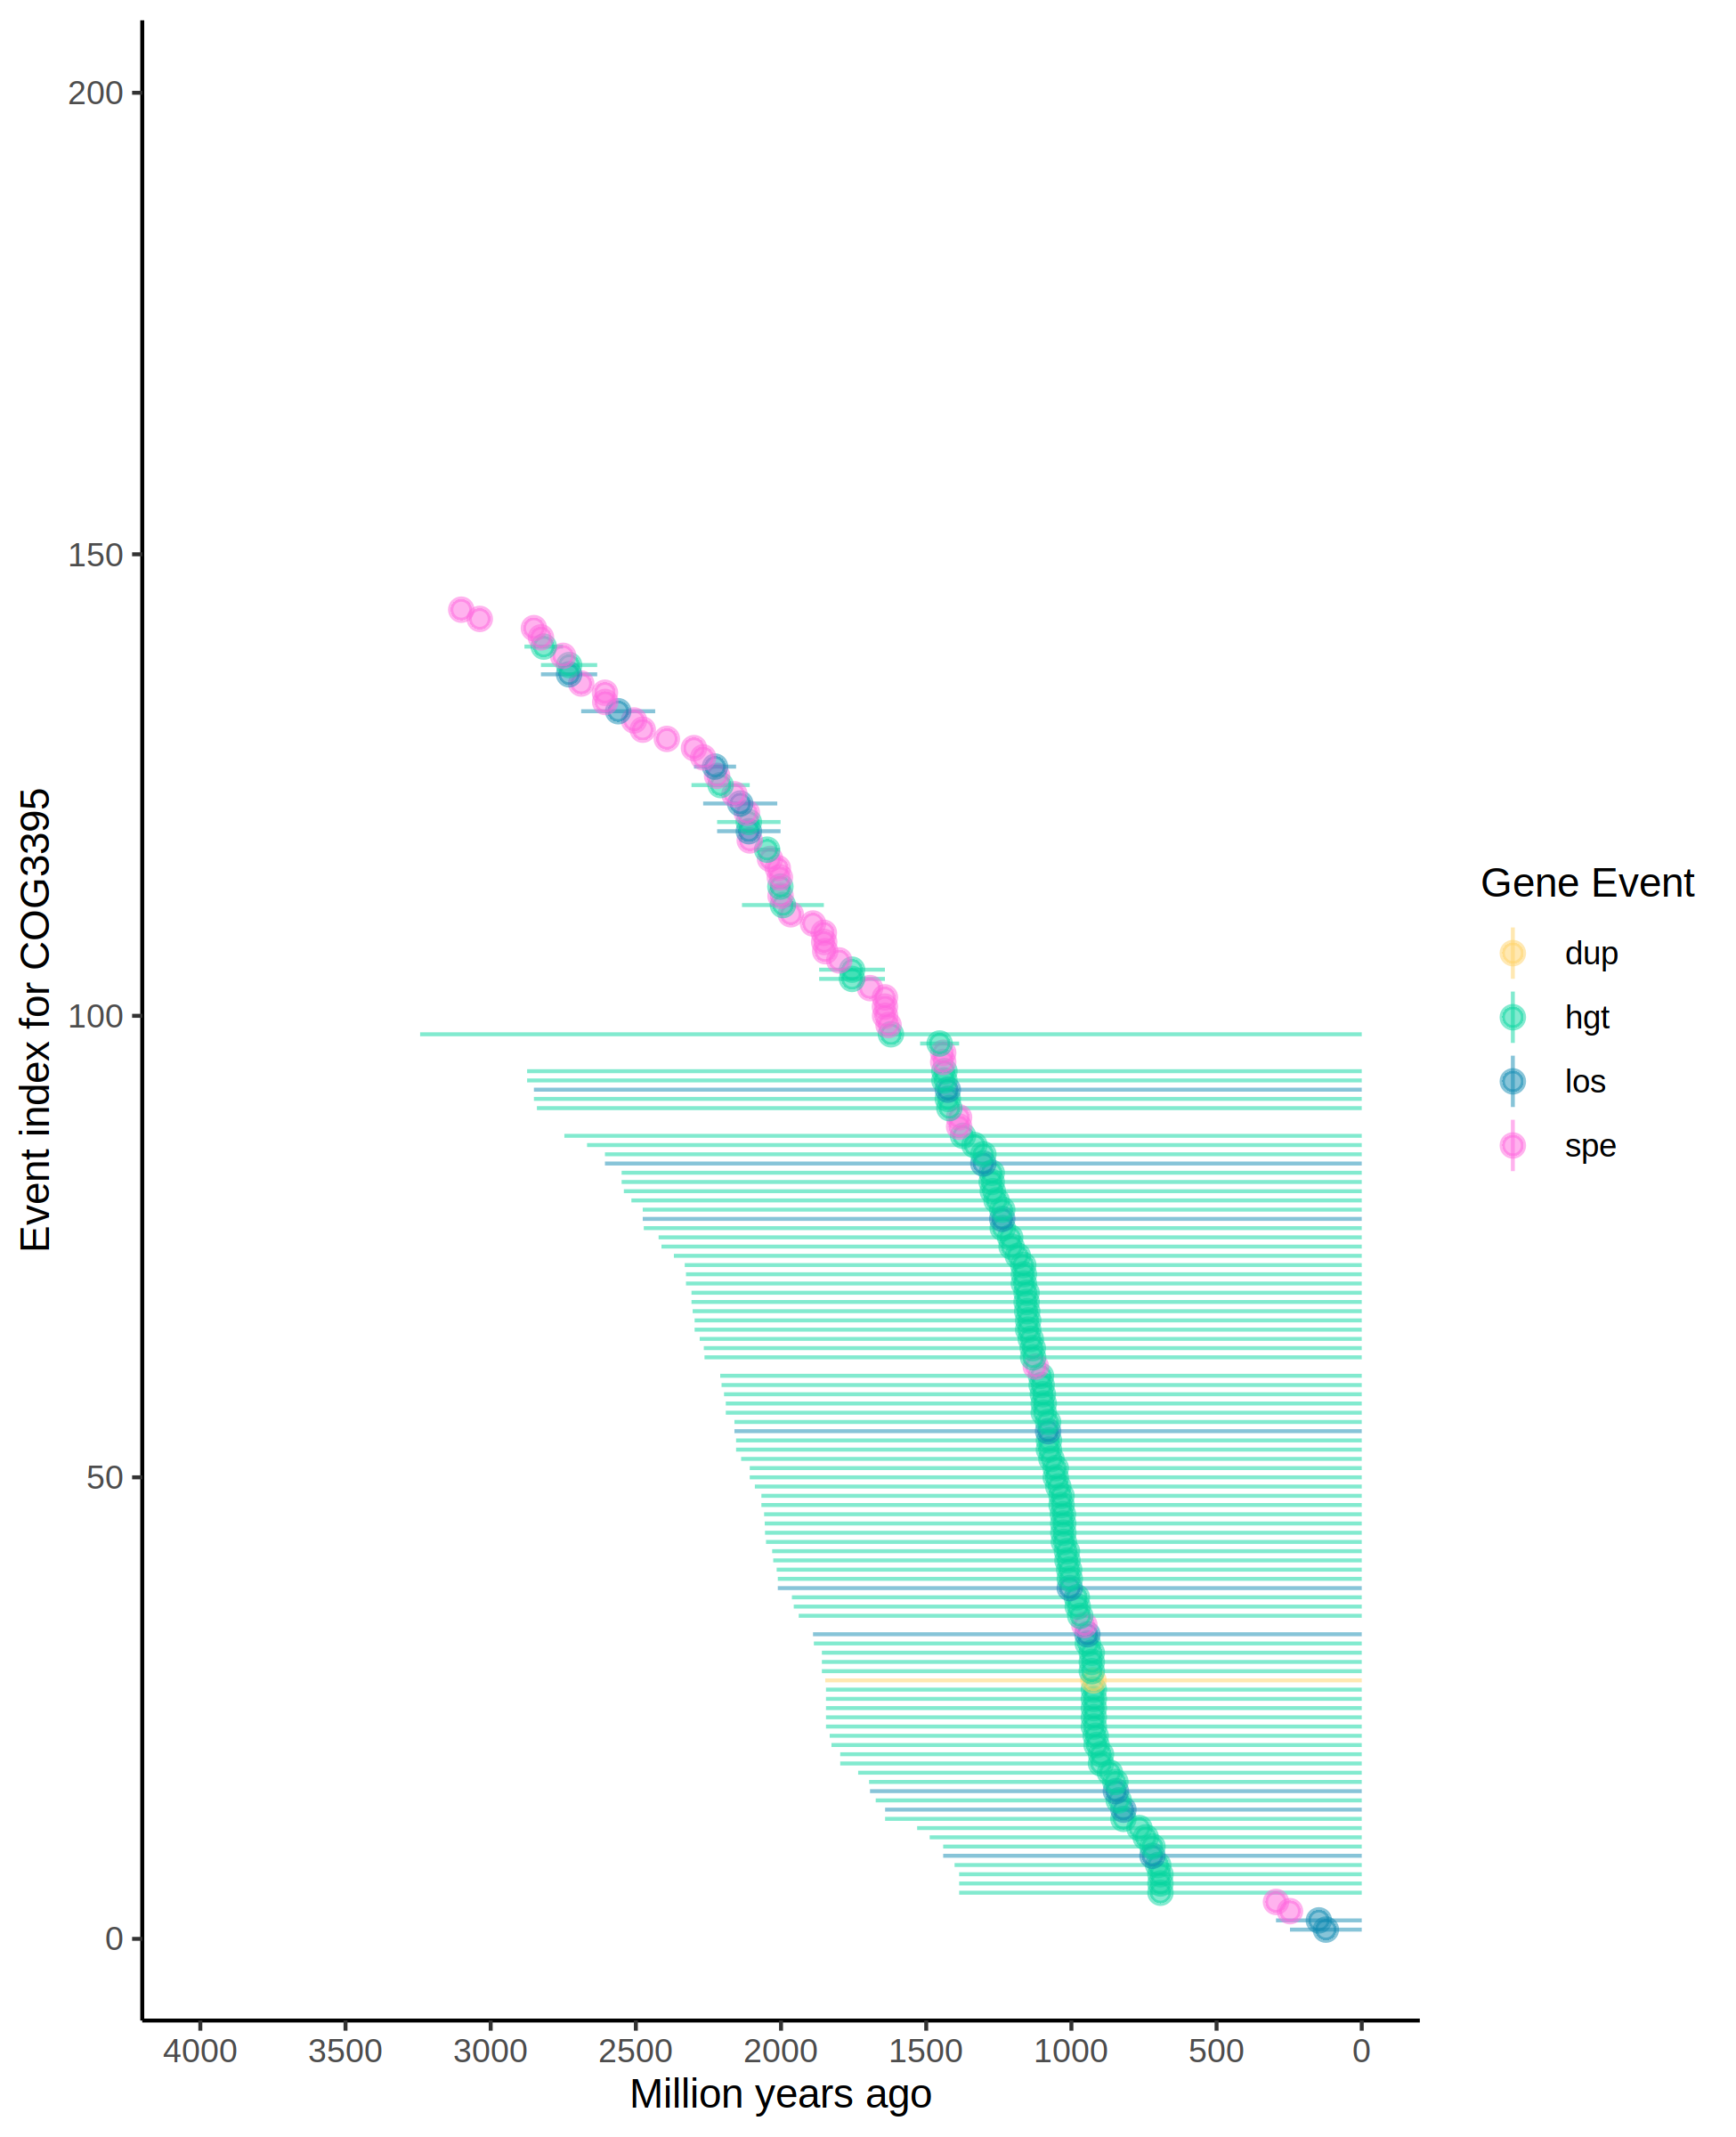 200
150
100
50
0
Event index for COG3395
4000 3500 3000 2500 2000 1500 1000 500 0
Million years ago
Gene Event
dup
hgt
los
spe